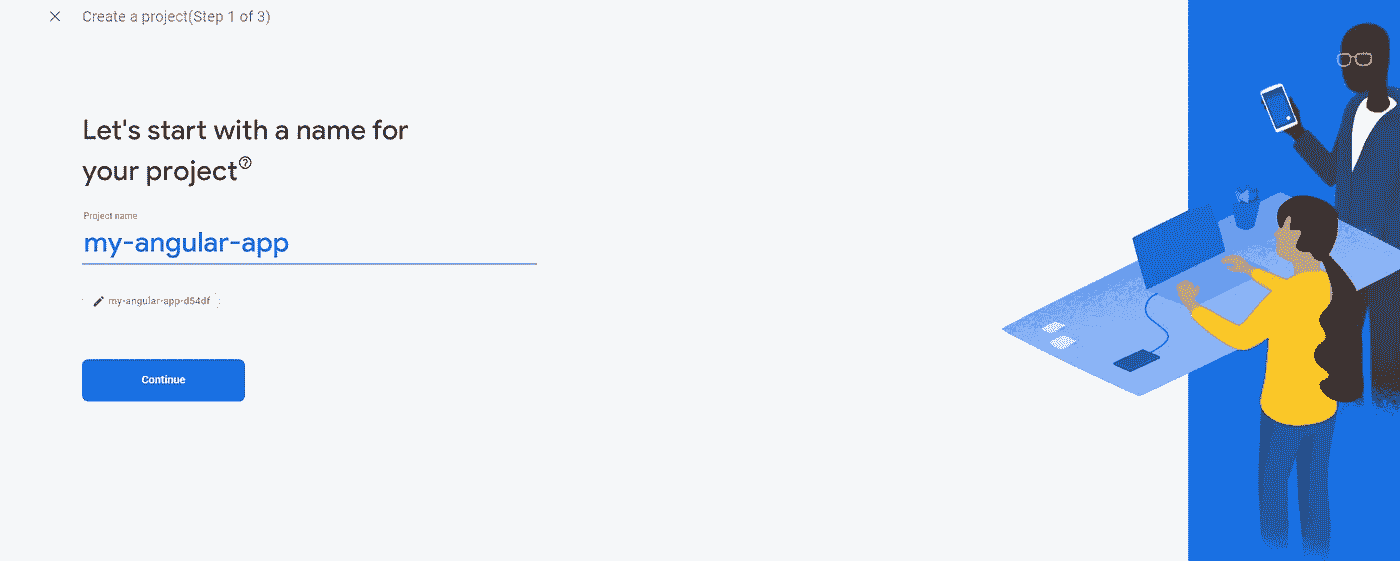 Create a project(Step 1 of 3)
Let's start with a name for
your project?
Project name
my-angular-app
my-angular-app-d54df
Continue